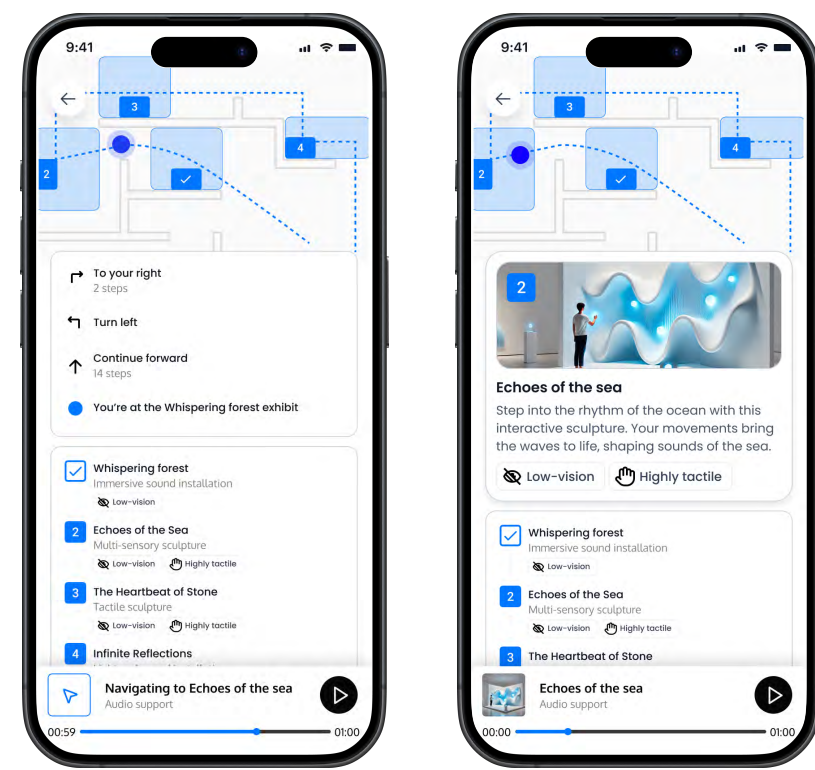 9:41
3
2
4
To your right
2 steps
Turn left
Continue forward
14 steps
You're at the Whispering forest exhibit
Whispering forest
Immersive sound installation
Low-vision
2
Echoes of the Sea
Multi-sensory sculpture
Low-vision
Highly tactile
3
The Heartbeat of Stone
Tactile sculpture
Low-vision
Highly tactile
4
Infinite Reflections
Navigating to Echoes of the sea
Audio support
00:59
01:00
9:41
3
2
4
2
Echoes of the sea
Step into the rhythm of the ocean with this
interactive sculpture. Your movements bring
the waves to life, shaping sounds of the sea.
Low-vision
Highly tactile
Whispering forest
Immersive sound installation
Low-vision
2
Echoes of the Sea
Multi-sensory sculpture
Low-vision
Highly tactile
3
The Heartbeat of Stone
Echoes of the sea
Audio support
00:00
01:00